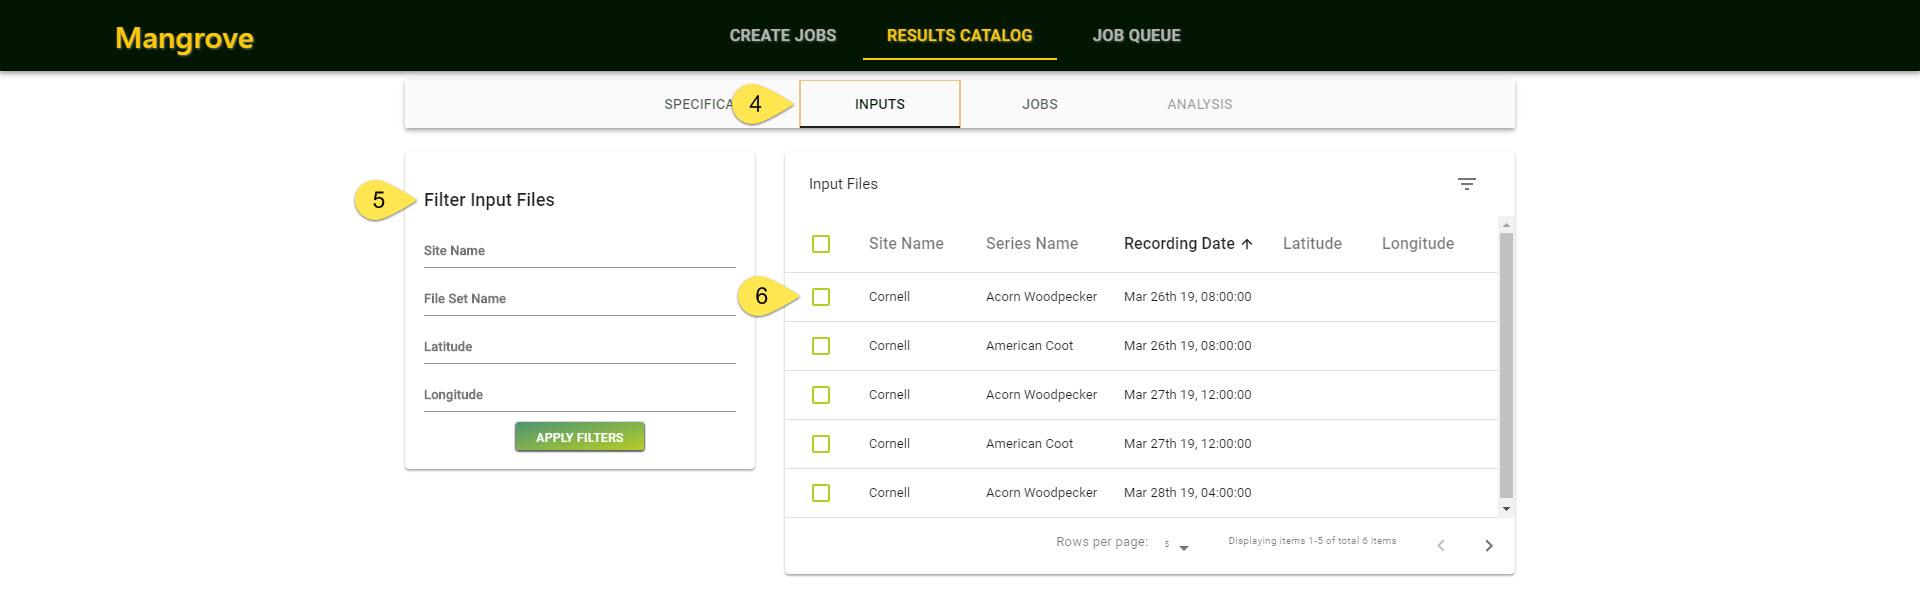 Mangrove
CREATE JOBS
RESULTS CATALOG
JOB QUEUE
SPECIFICA
4
INPUTS
JOBS
ANALYSIS
5
Filter Input Files
Site Name
File Set Name
Latitude
Longitude
APPLY FILTERS
Input Files
Site Name Series Name Recording Date Latitude Longitude
6
Cornell Acorn Woodpecker Mar 26th 19, 08:00:00
Cornell American Coot Mar 26th 19, 08:00:00
Cornell Acorn Woodpecker Mar 27th 19, 12:00:00
Cornell American Coot Mar 27th 19, 12:00:00
Cornell Acorn Woodpecker Mar 28th 19, 04:00:00
Rows per page: 5 Displaying items 1-5 of total 6 items